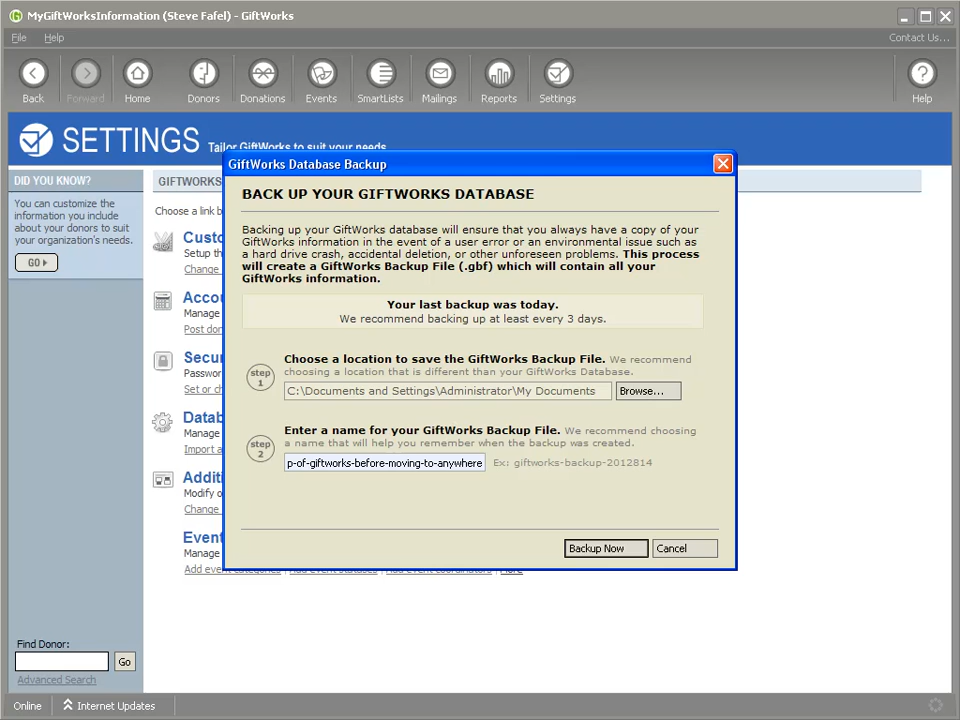 MyGiftWorksInformation (Steve Fafel) - GiftWorks
File Help Contact Us...
Back Forward Home Donors Donations Events SmartLists Mailings Reports Settings Help
SETTINGS Tailor GiftWorks to suit your needs
DID YOU KNOW?
You can customize the
information you include
about your donors to suit
your organization's needs.
GO
Find Donor:
Go
Advanced Search
GIFTWORKS
Choose a link b
Custo
Setup th
Change
Accou
Manage
Post don
Secur
Passwor
Set or ch
Datab
Manage
Import a
Additi
Modify o
Change
Event
Manage
Add event categories Add event statuses Add event coordinators More
GiftWorks Database Backup
BACK UP YOUR GIFTWORKS DATABASE
Backing up your GiftWorks database will ensure that you always have a copy of your
GiftWorks information in the event of a user error or an environmental issue such as
a hard drive crash, accidental deletion, or other unforeseen problems. This process
will create a GiftWorks Backup File (.gbf) which will contain all your
GiftWorks information.
Your last backup was today.
We recommend backing up at least every 3 days.
step
1
Choose a location to save the GiftWorks Backup File. We recommend
choosing a location that is different than your GiftWorks Database.
C:\Documents and Settings\Administrator\My Documents Browse...
step
2
Enter a name for your GiftWorks Backup File. We recommend choosing
a name that will help you remember when the backup was created.
p-of-giftworks-before-moving-to-anywhere Ex: giftworks-backup-2012814
Backup Now Cancel
Online Internet Updates